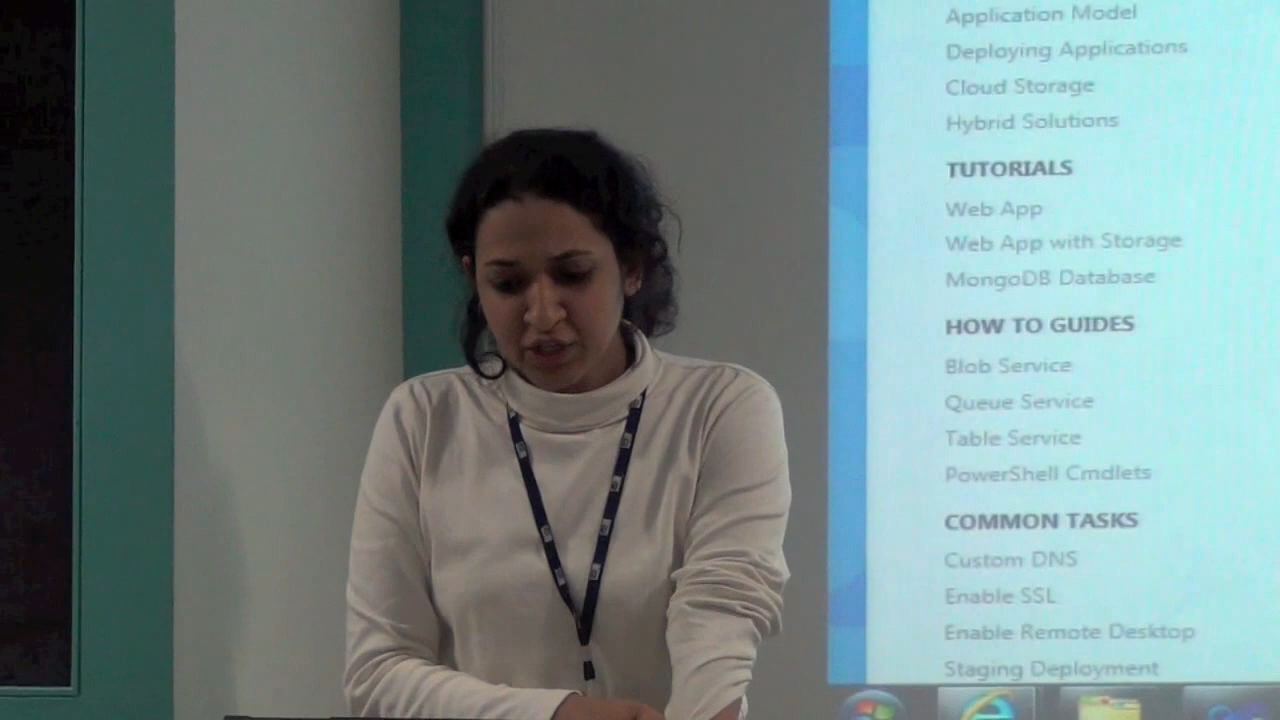 Application Model
Deploying Applications
Cloud Storage
Hybrid Solutions
TUTORIALS
Web App
Web App with Storage
MongoDB Database
HOW TO GUIDES
Blob Service
Queue Service
Table Service
PowerShell Cmdlets
COMMON TASKS
Custom DNS
Enable SSL
Enable Remote Desktop
Staging Deployment